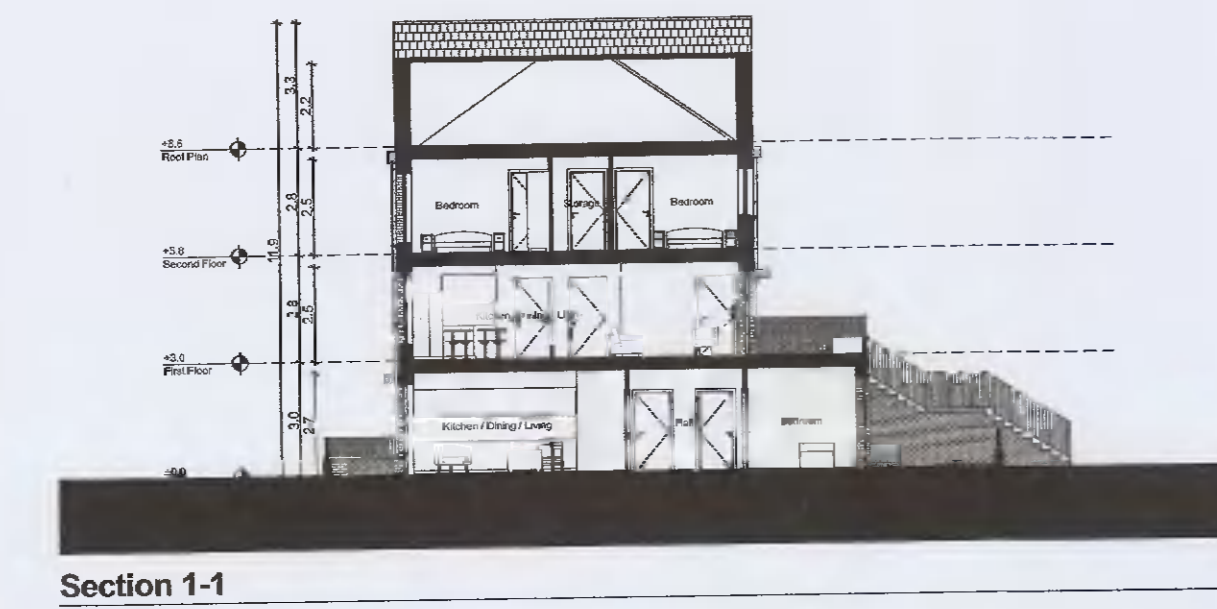 3.3
2.2
+8.6
Roof Plan
2.8
2.5
Bedroom
Storage
Bedroom
11.9
+5.8
Second Floor
2.8
2.5
+3.0
First Floor
3.0
2.7
Kitchen / Dining / Living
Hall
Bedroom
±0.0
Section 1-1